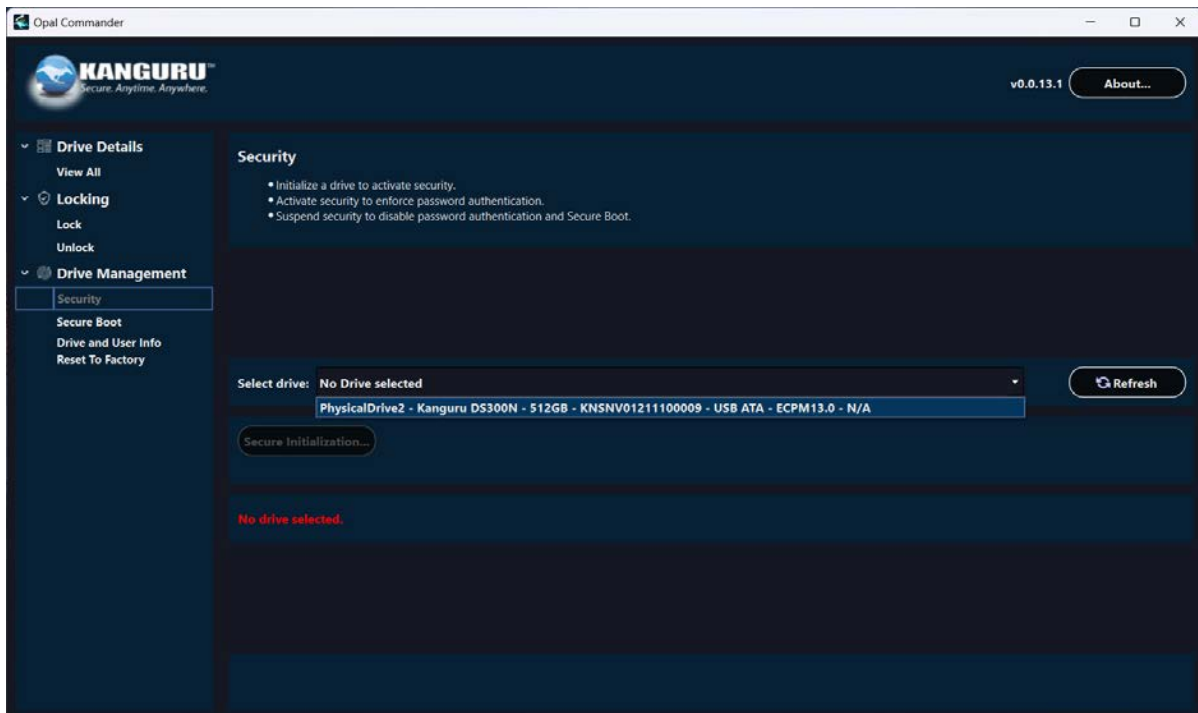 Opal Commander
KANGURU™
Secure. Anytime. Anywhere.
v0.0.13.1
About...
Drive Details
View All
Locking
Lock
Unlock
Drive Management
Security
Secure Boot
Drive and User Info
Reset To Factory
Security
• Initialize a drive to activate security.
• Activate security to enforce password authentication.
• Suspend security to disable password authentication and Secure Boot.
Select drive: No Drive selected
Refresh
PhysicalDrive2 - Kanguru DS300N - 512GB - KNSNV01211100009 - USB ATA - ECPM13.0 - N/A
Secure Initialization...
No drive selected.